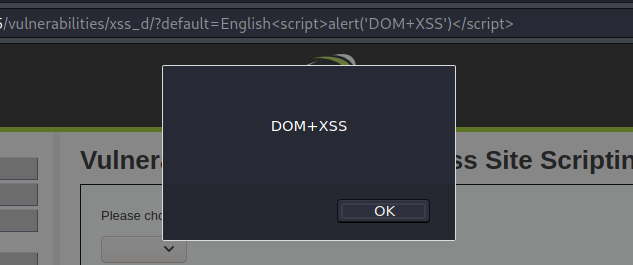 5/vulnerabilities/xss_d/?default=English<script>alert('DOM+XSS')</script>
DOM+XSS
Vulnera
ss Site Scriptin
Please cho
OK